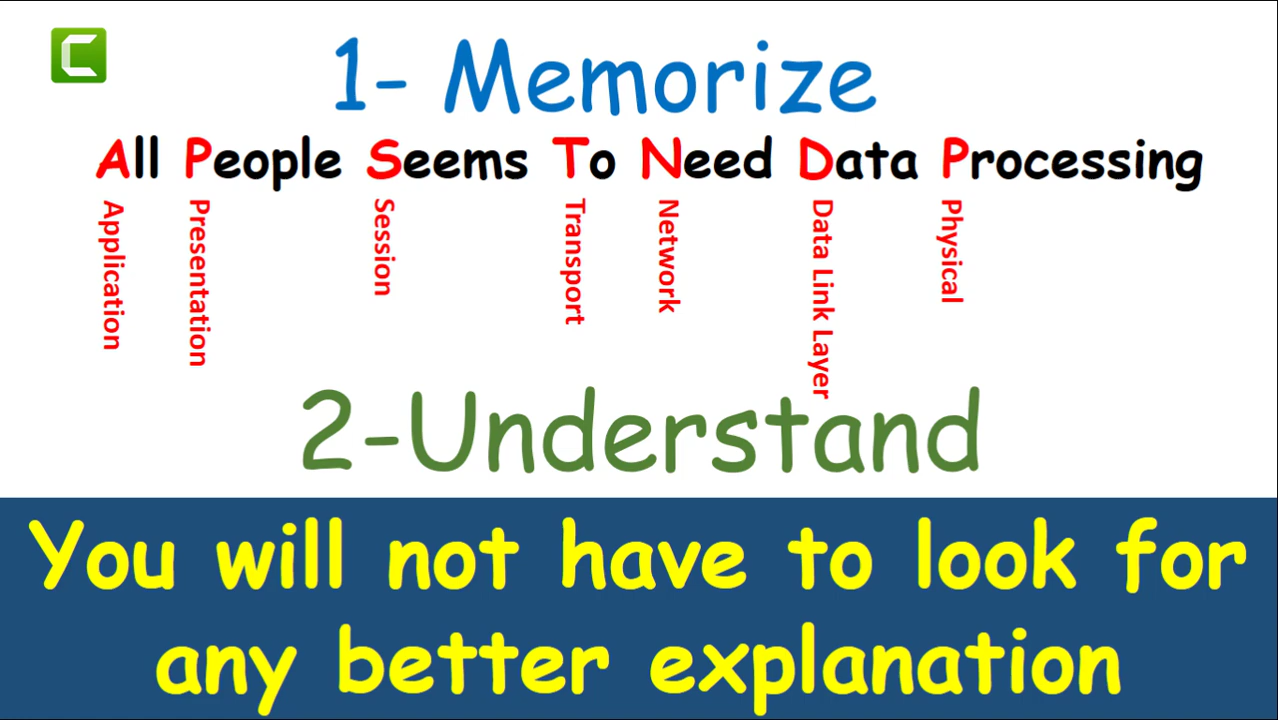 1- Memorize
All People Seems To Need Data Processing
Application
Presentation
Session
Transport
Network
Data Link Layer
Physical
2-Understand
You will not have to look for
any better explanation